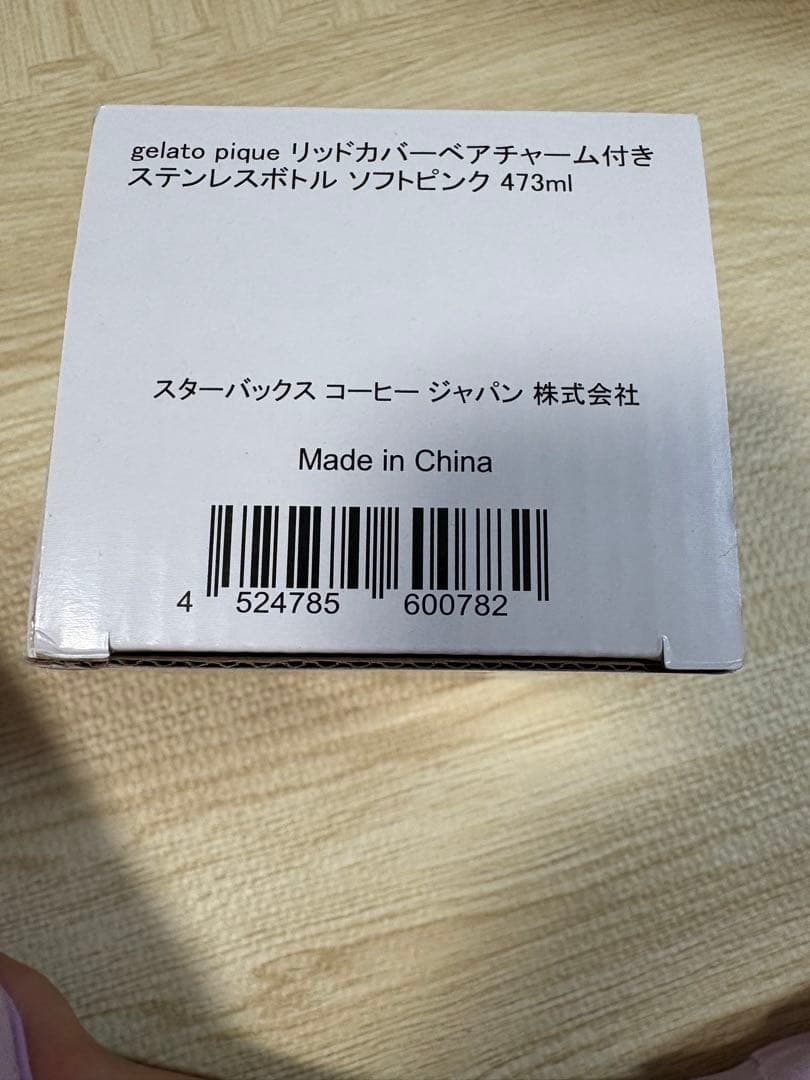 gelato pique リッドカバーベアチャーム付き
ステンレスボトル ソフトピンク 473ml
スターバックス コーヒー ジャパン 株式会社
Made in China
4 524785 600782